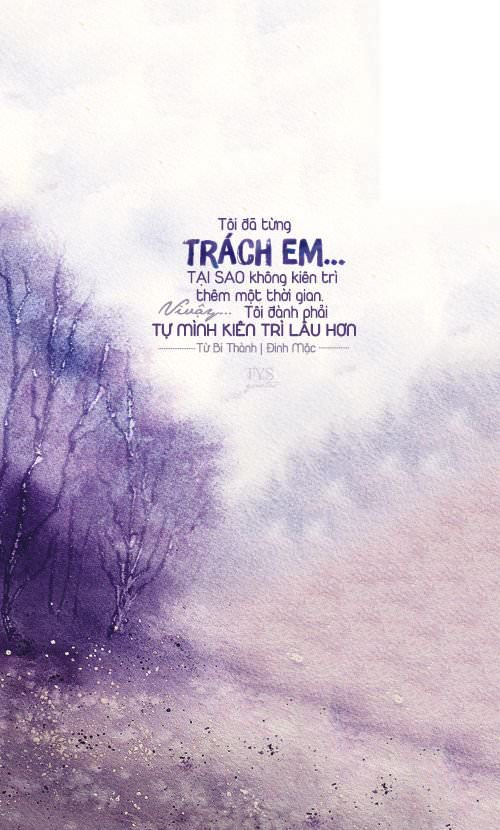 Tôi đã từng
TRÁCH EM...
TẠI SAO không kiên trì
thêm một thời gian.
Vì vậy... Tôi đành phải
TỰ MÌNH KIÊN TRÌ LÂU HƠN
Từ Bi Thành | Đinh Mặc
TYS